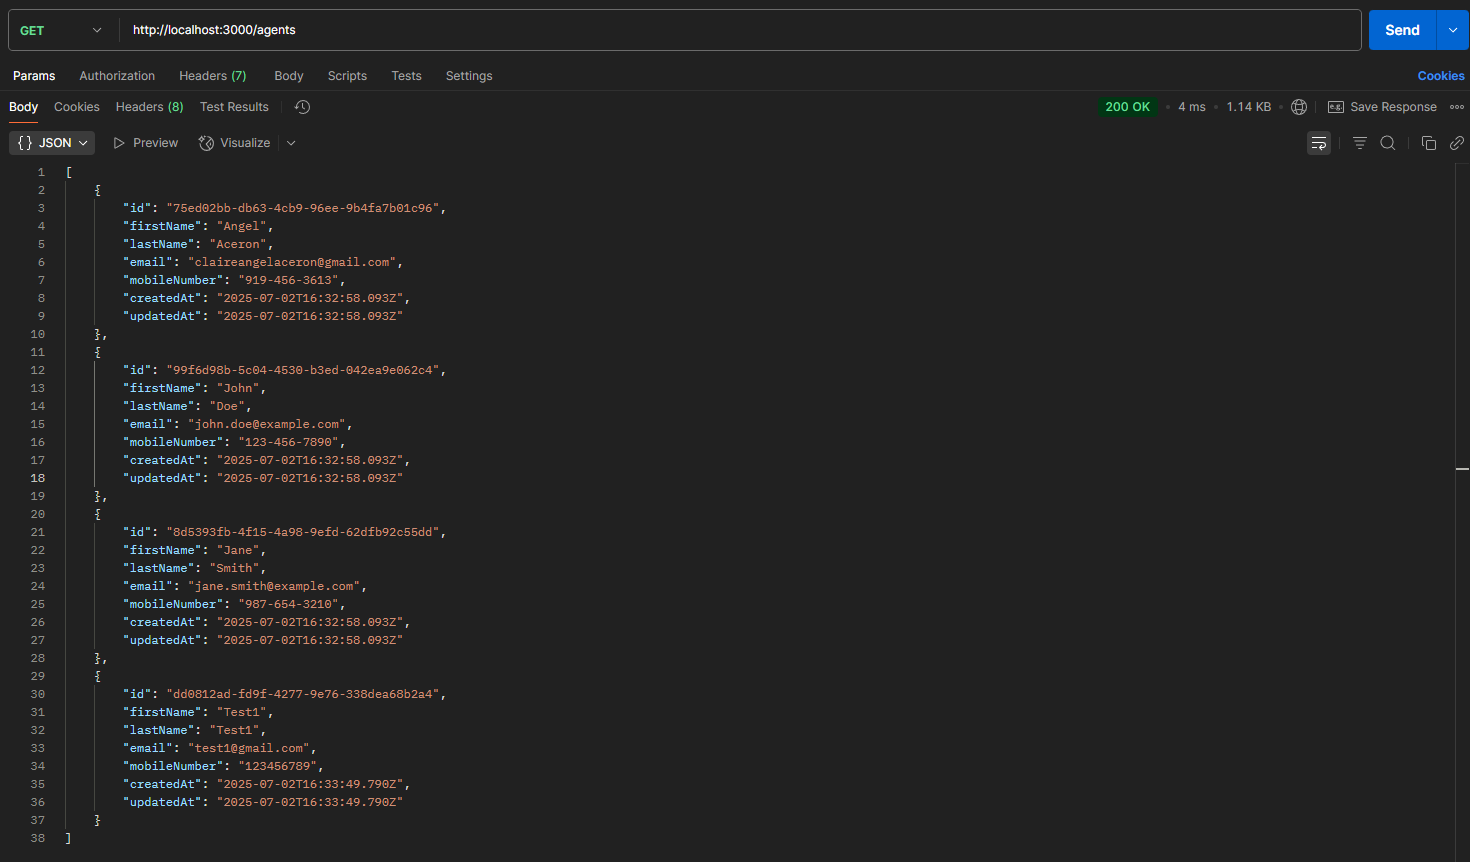 GET http://localhost:3000/agents Send
Params Authorization Headers (7) Body Scripts Tests Settings Cookies
Body Cookies Headers (8) Test Results 200 OK • 4 ms • 1.14 KB • e.g. Save Response
{ } JSON Preview Visualize
1 [
2 {
3 "id": "75ed02bb-db63-4cb9-96ee-9b4fa7b01c96",
4 "firstName": "Angel",
5 "lastName": "Aceron",
6 "email": "claireangelaceron@gmail.com",
7 "mobileNumber": "919-456-3613",
8 "createdAt": "2025-07-02T16:32:58.093Z",
9 "updatedAt": "2025-07-02T16:32:58.093Z"
10 },
11 {
12 "id": "99f6d98b-5c04-4530-b3ed-042ea9e062c4",
13 "firstName": "John",
14 "lastName": "Doe",
15 "email": "john.doe@example.com",
16 "mobileNumber": "123-456-7890",
17 "createdAt": "2025-07-02T16:32:58.093Z",
18 "updatedAt": "2025-07-02T16:32:58.093Z"
19 },
20 {
21 "id": "8d5393fb-4f15-4a98-9efd-62dfb92c55dd",
22 "firstName": "Jane",
23 "lastName": "Smith",
24 "email": "jane.smith@example.com",
25 "mobileNumber": "987-654-3210",
26 "createdAt": "2025-07-02T16:32:58.093Z",
27 "updatedAt": "2025-07-02T16:32:58.093Z"
28 },
29 {
30 "id": "dd0812ad-fd9f-4277-9e76-338dea68b2a4",
31 "firstName": "Test1",
32 "lastName": "Test1",
33 "email": "test1@gmail.com",
34 "mobileNumber": "123456789",
35 "createdAt": "2025-07-02T16:33:49.790Z",
36 "updatedAt": "2025-07-02T16:33:49.790Z"
37 }
38 ]